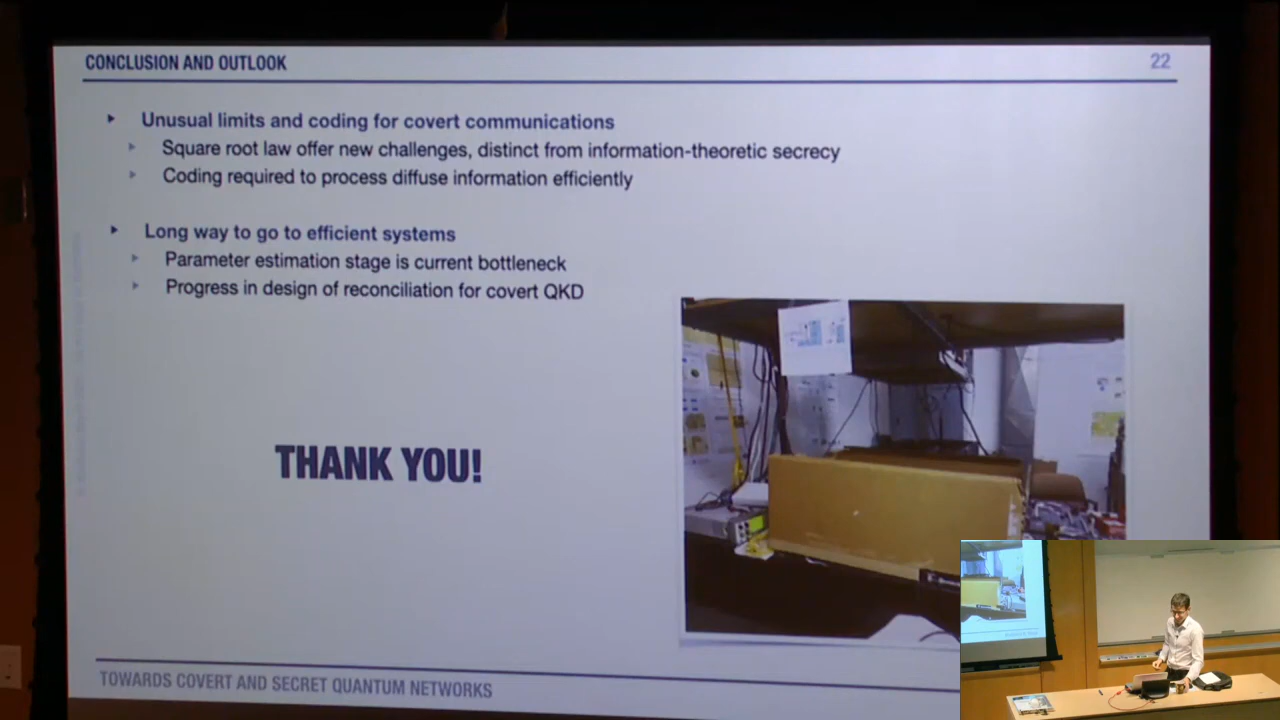 CONCLUSION AND OUTLOOK
22
Unusual limits and coding for covert communications
Square root law offer new challenges, distinct from information-theoretic secrecy
Coding required to process diffuse information efficiently
Long way to go to efficient systems
Parameter estimation stage is current bottleneck
Progress in design of reconciliation for covert QKD
THANK YOU!
TOWARDS COVERT AND SECRET QUANTUM NETWORKS